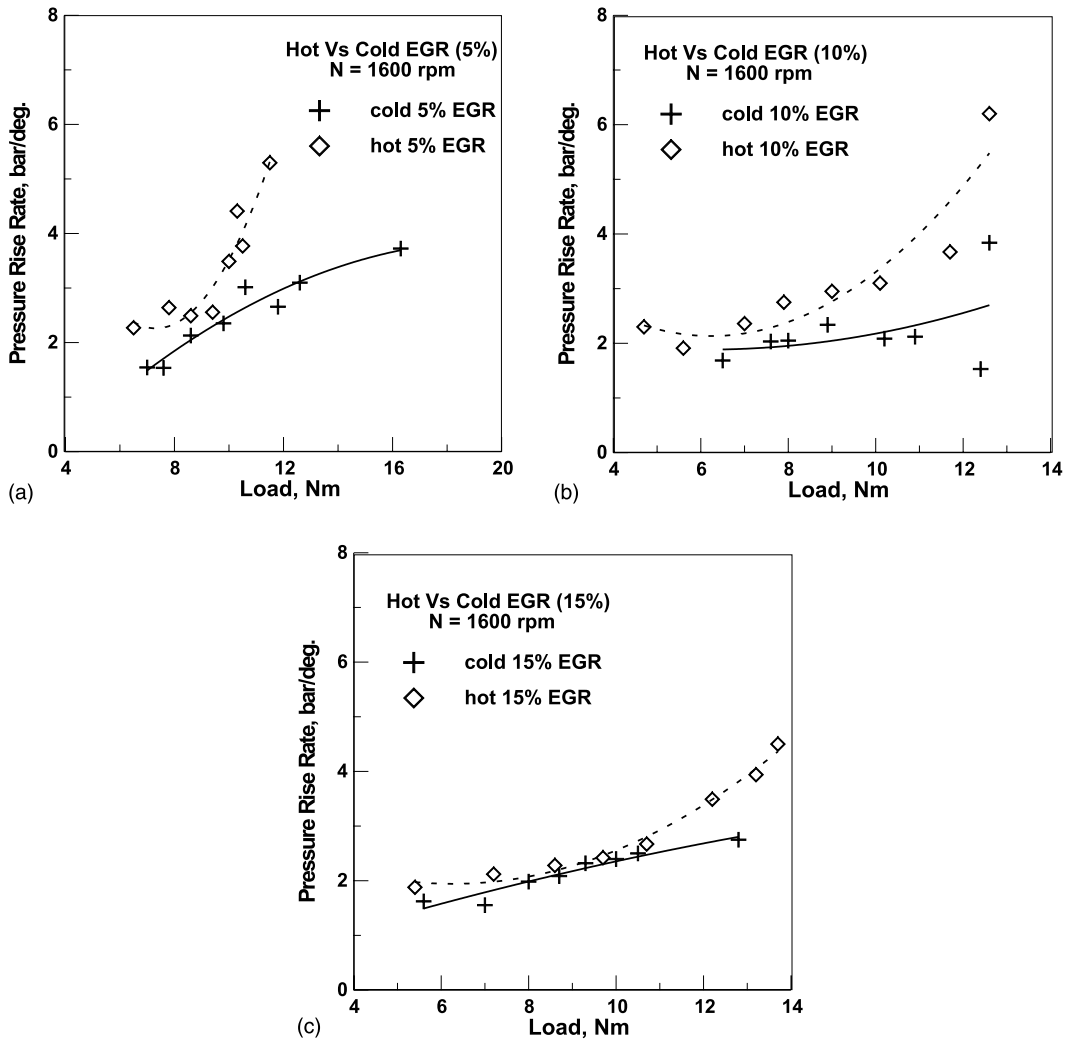 8
Hot Vs Cold EGR (5%)
N = 1600 rpm
cold 5% EGR
hot 5% EGR
6
4
2
0
Pressure Rise Rate, bar/deg.
4 8 12 16 20
Load, Nm
(a)
8
Hot Vs Cold EGR (10%)
N = 1600 rpm
cold 10% EGR
hot 10% EGR
6
4
2
0
Pressure Rise Rate, bar/deg.
4 6 8 10 12 14
Load, Nm
(b)
8
Hot Vs Cold EGR (15%)
N = 1600 rpm
cold 15% EGR
hot 15% EGR
6
4
2
0
Pressure Rise Rate, bar/deg.
4 6 8 10 12 14
Load, Nm
(c)